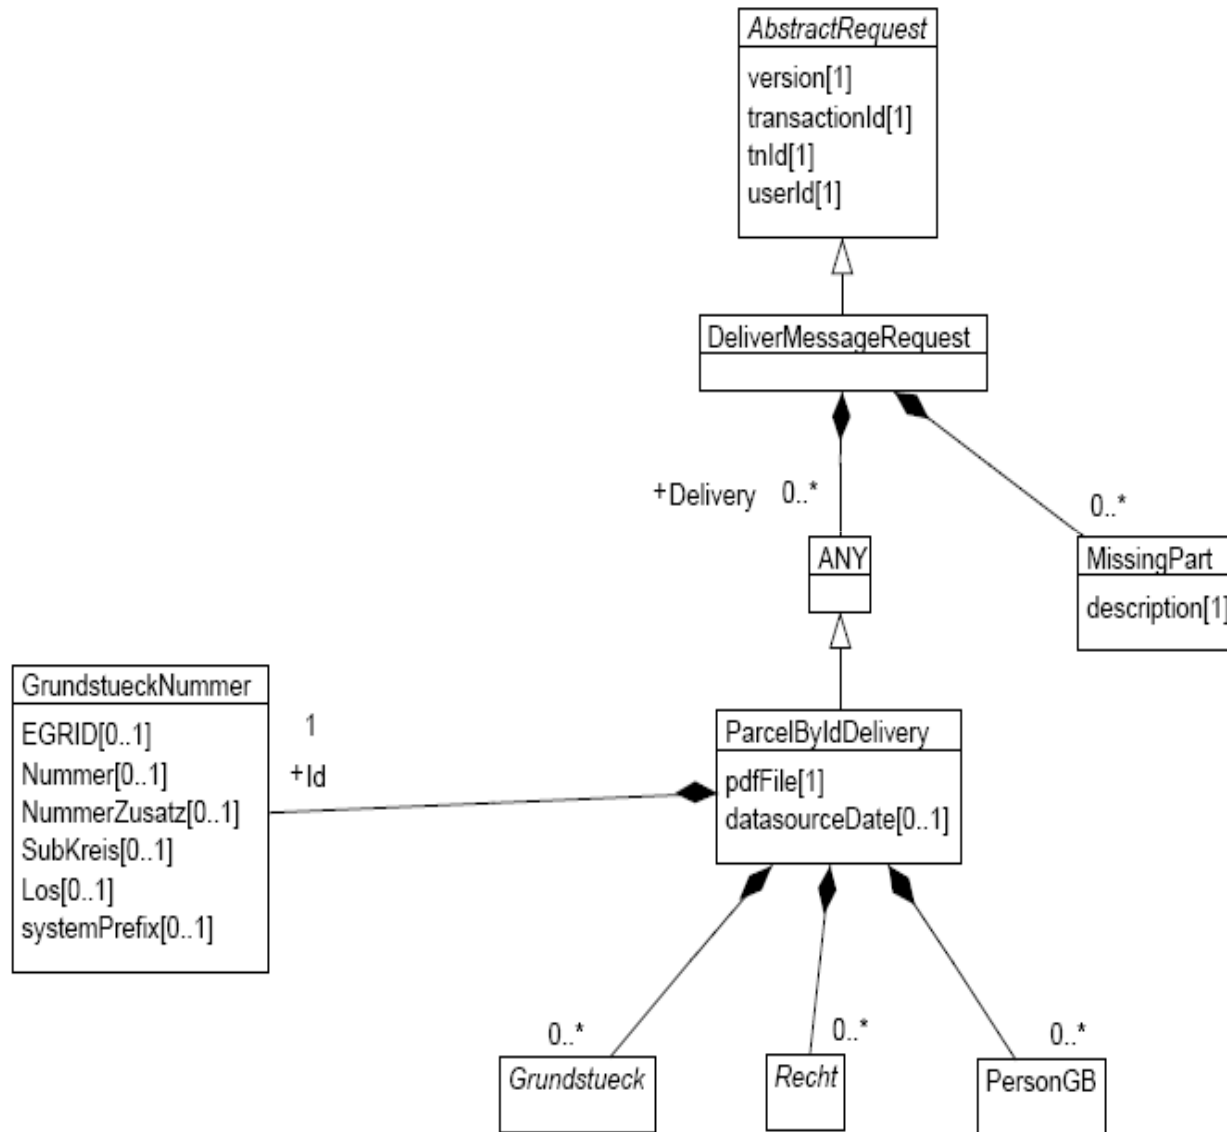 AbstractRequest
version[1]
transactionId[1]
tnId[1]
userId[1]
DeliverMessageRequest
+Delivery 0..*
0..*
ANY
MissingPart
description[1]
GrundstueckNummer
EGRID[0..1]
Nummer[0..1]
NummerZusatz[0..1]
SubKreis[0..1]
Los[0..1]
systemPrefix[0..1]
1
+Id
ParcelByIdDelivery
pdfFile[1]
datasourceDate[0..1]
0..*
0..*
0..*
Grundstueck
Recht
PersonGB